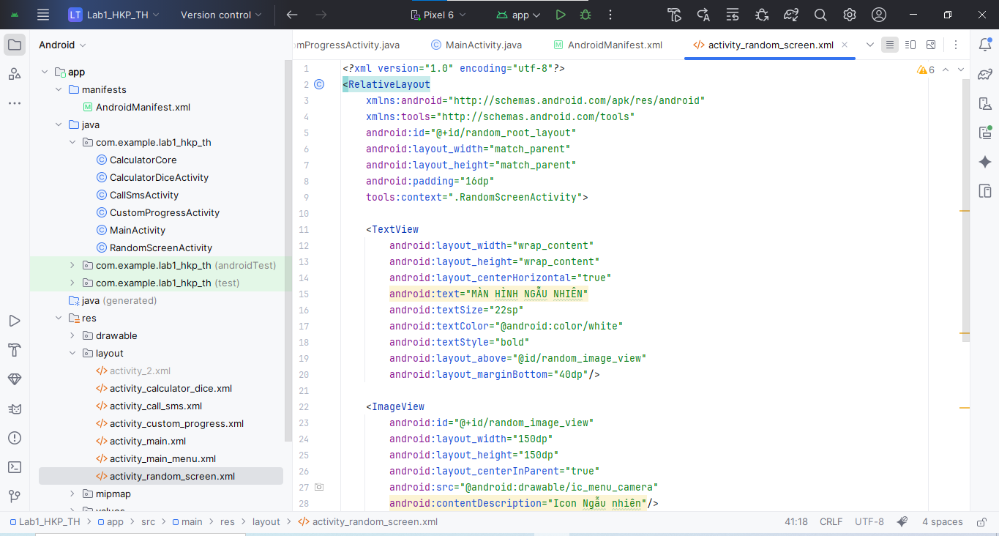 LT Lab1_HKP_TH Version control Pixel 6 app
Android
app
manifests
M AndroidManifest.xml
java
com.example.lab1_hkp_th
C CalculatorCore
C CalculatorDiceActivity
C CallSmsActivity
C CustomProgressActivity
C MainActivity
C RandomScreenActivity
com.example.lab1_hkp_th (androidTest)
com.example.lab1_hkp_th (test)
java (generated)
res
drawable
layout
</> activity_2.xml
</> activity_calculator_dice.xml
</> activity_call_sms.xml
</> activity_custom_progress.xml
</> activity_main.xml
</> activity_main_menu.xml
</> activity_random_screen.xml
mipmap
values
mProgressActivity.java C MainActivity.java M AndroidManifest.xml </> activity_random_screen.xml
6
1 <?xml version="1.0" encoding="utf-8"?>
2 C <RelativeLayout
3 xmlns:android="http://schemas.android.com/apk/res/android"
4 xmlns:tools="http://schemas.android.com/tools"
5 android:id="@+id/random_root_layout"
6 android:layout_width="match_parent"
7 android:layout_height="match_parent"
8 android:padding="16dp"
9 tools:context=".RandomScreenActivity">
10
11 <TextView
12 android:layout_width="wrap_content"
13 android:layout_height="wrap_content"
14 android:layout_centerHorizontal="true"
15 android:text="MÀN HÌNH NGẪU NHIÊN"
16 android:textSize="22sp"
17 android:textColor="@android:color/white"
18 android:textStyle="bold"
19 android:layout_above="@id/random_image_view"
20 android:layout_marginBottom="40dp"/>
21
22 <ImageView
23 android:id="@+id/random_image_view"
24 android:layout_width="150dp"
25 android:layout_height="150dp"
26 android:layout_centerInParent="true"
27 android:src="@android:drawable/ic_menu_camera"
28 android:contentDescription="Icon Ngẫu nhiên"/>
Lab1_HKP_TH > app > src > main > res > layout > </> activity_random_screen.xml 41:18 CRLF UTF-8 4 spaces